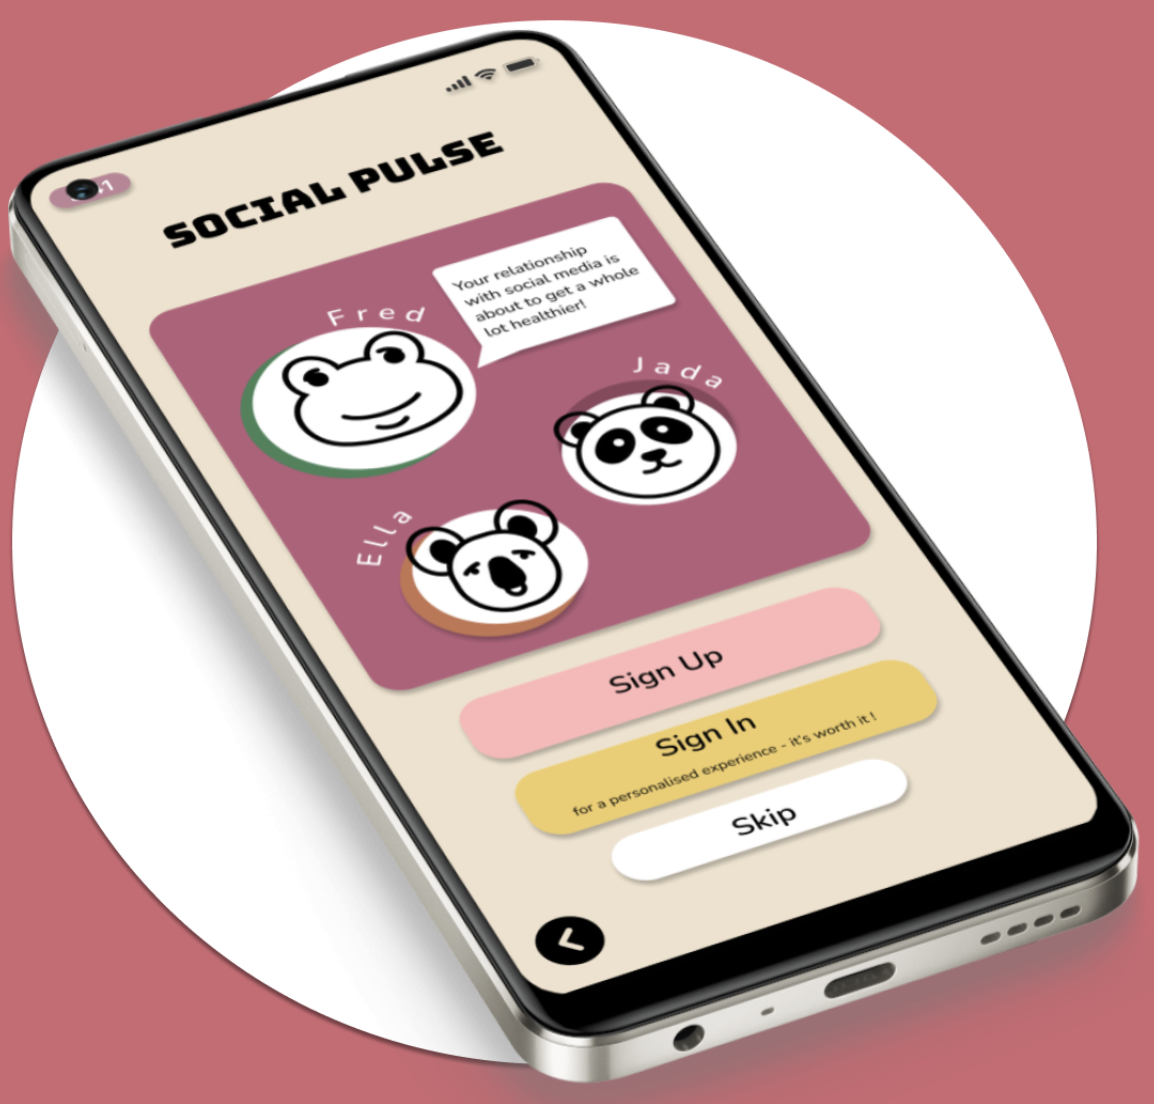 SOCIAL PULSE
Your relationship
with social media is
about to get a whole
lot healthier!
Fred
Jada
Ella
Sign Up
Sign In
for a personalised experience - it's worth it !
Skip